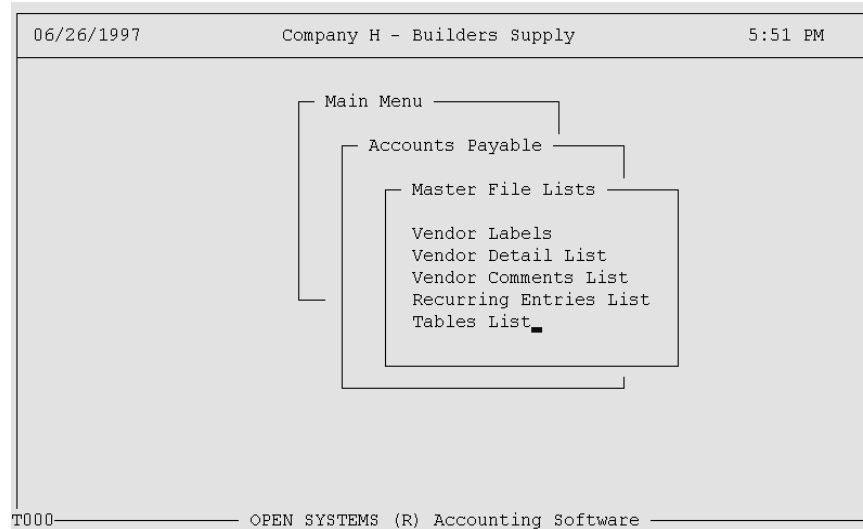 06/26/1997 Company H - Builders Supply 5:51 PM
Main Menu
Accounts Payable
Master File Lists
Vendor Labels
Vendor Detail List
Vendor Comments List
Recurring Entries List
Tables List
T000 OPEN SYSTEMS (R) Accounting Software